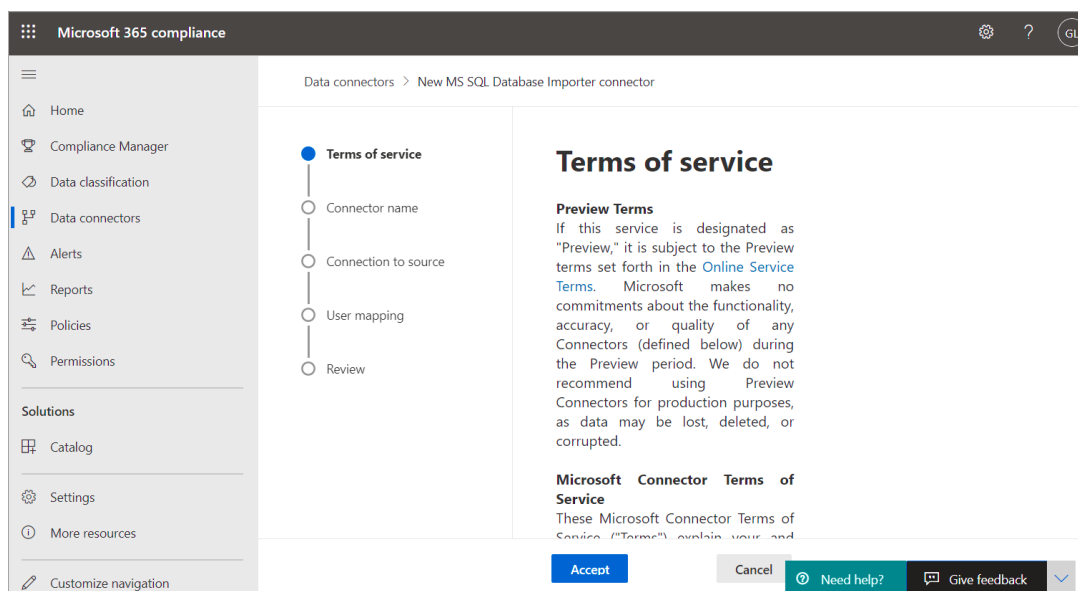 Microsoft 365 compliance
?
GL
Home
Compliance Manager
Data classification
Data connectors
Alerts
Reports
Policies
Permissions
Solutions
Catalog
Settings
More resources
Customize navigation
Data connectors > New MS SQL Database Importer connector
Terms of service
Connector name
Connection to source
User mapping
Review
Terms of service
Preview Terms
If this service is designated as
"Preview," it is subject to the Preview
terms set forth in the Online Service
Terms. Microsoft makes no
commitments about the functionality,
accuracy, or quality of any
Connectors (defined below) during
the Preview period. We do not
recommend using Preview
Connectors for production purposes,
as data may be lost, deleted, or
corrupted.
Microsoft Connector Terms of
Service
These Microsoft Connector Terms of
Service ("Terms") explain your and
Accept
Cancel
Need help?
Give feedback